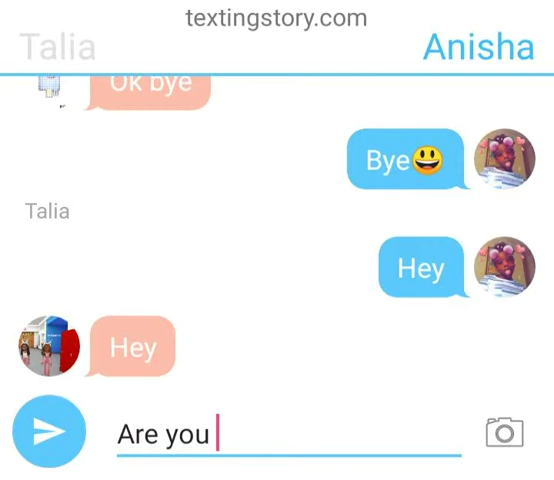 textingstory.com
Talia
Anisha
Ok bye
Bye😃
Talia
Hey
Hey
Are you